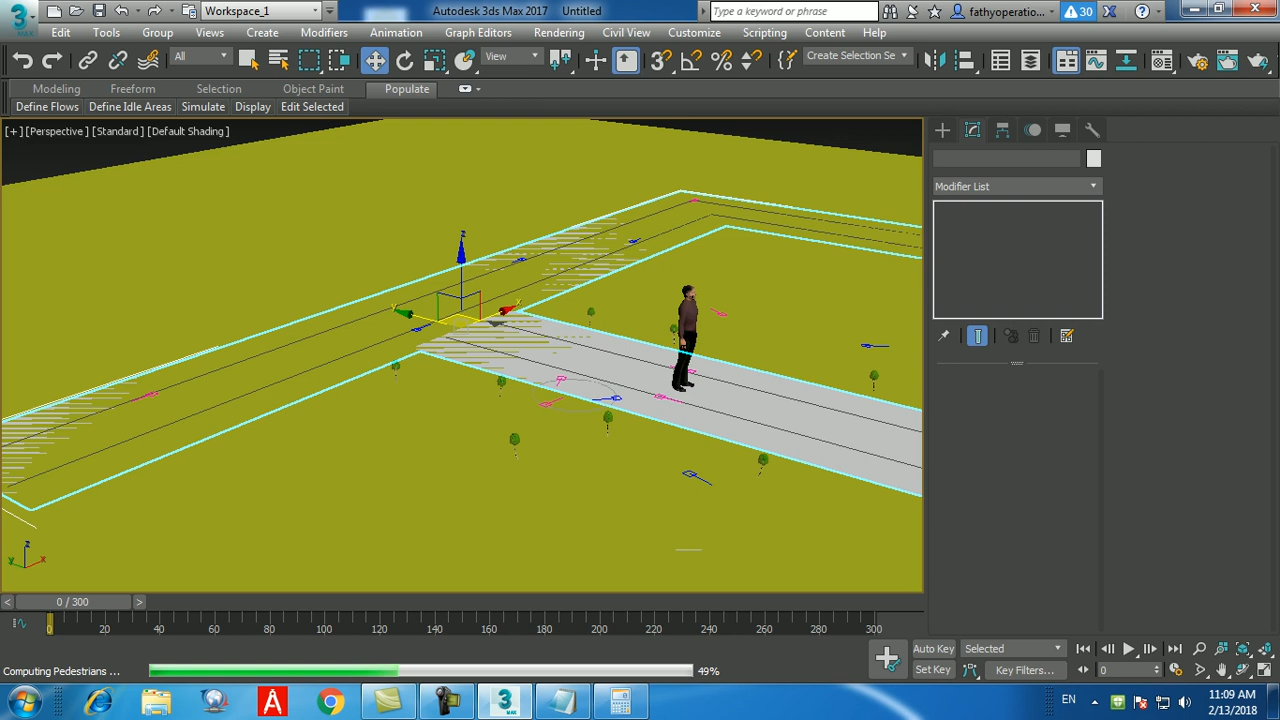 Workspace_1
Autodesk 3ds Max 2017 Untitled
Type a keyword or phrase
fathyoperatio...
30
3
MAX
Edit Tools Group Views Create Modifiers Animation Graph Editors Rendering Civil View Customize Scripting Content Help
All
View
Create Selection Se
Modeling Freeform Selection Object Paint Populate
Define Flows Define Idle Areas Simulate Display Edit Selected
[+] [Perspective] [Standard] [Default Shading]
Modifier List
z
y
x
z
y
x
< 0 / 300 >
0 20 40 60 80 100 120 140 160 180 200 220 240 260 280 300
Auto Key Selected
Set Key Key Filters...
0
Computing Pedestrians ... 49%
EN
11:09 AM
2/13/2018